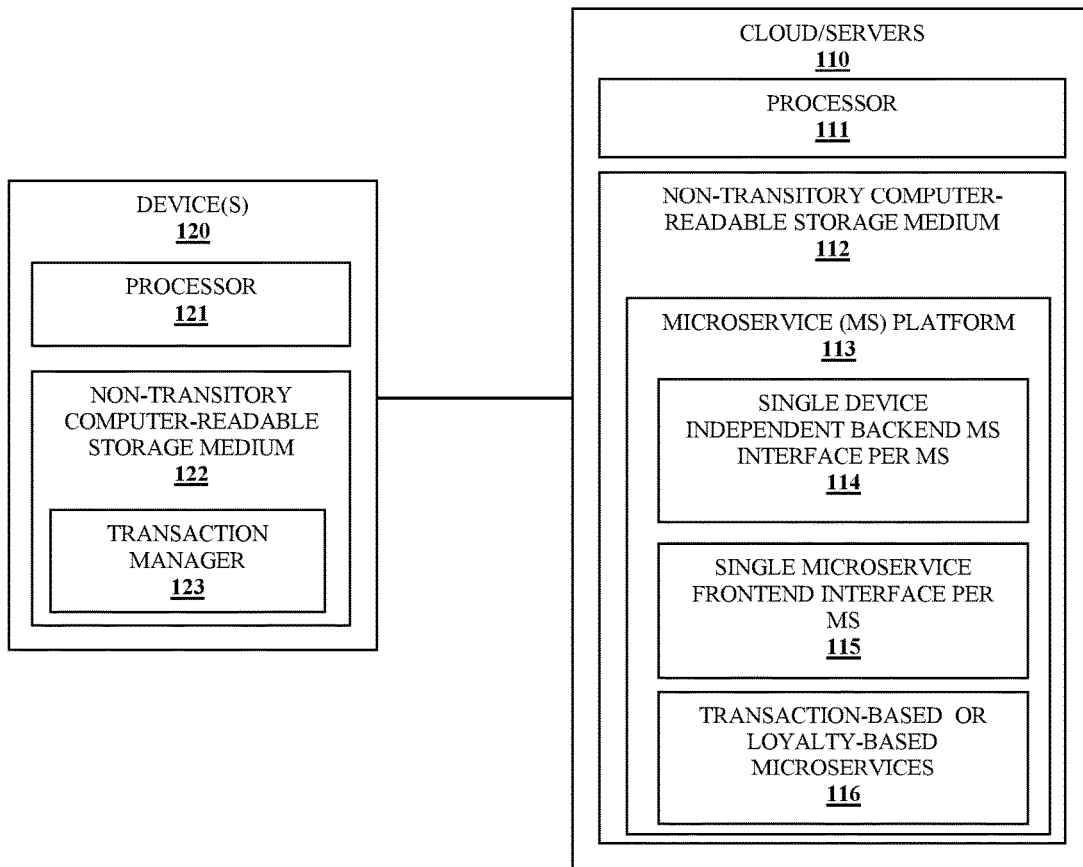 DEVICE(S)
120
PROCESSOR
121
NON-TRANSITORY
COMPUTER-READABLE
STORAGE MEDIUM
122
TRANSACTION
MANAGER
123
CLOUD/SERVERS
110
PROCESSOR
111
NON-TRANSITORY COMPUTER-
READABLE STORAGE MEDIUM
112
MICROSERVICE (MS) PLATFORM
113
SINGLE DEVICE
INDEPENDENT BACKEND MS
INTERFACE PER MS
114
SINGLE MICROSERVICE
FRONTEND INTERFACE PER
MS
115
TRANSACTION-BASED OR
LOYALTY-BASED
MICROSERVICES
116